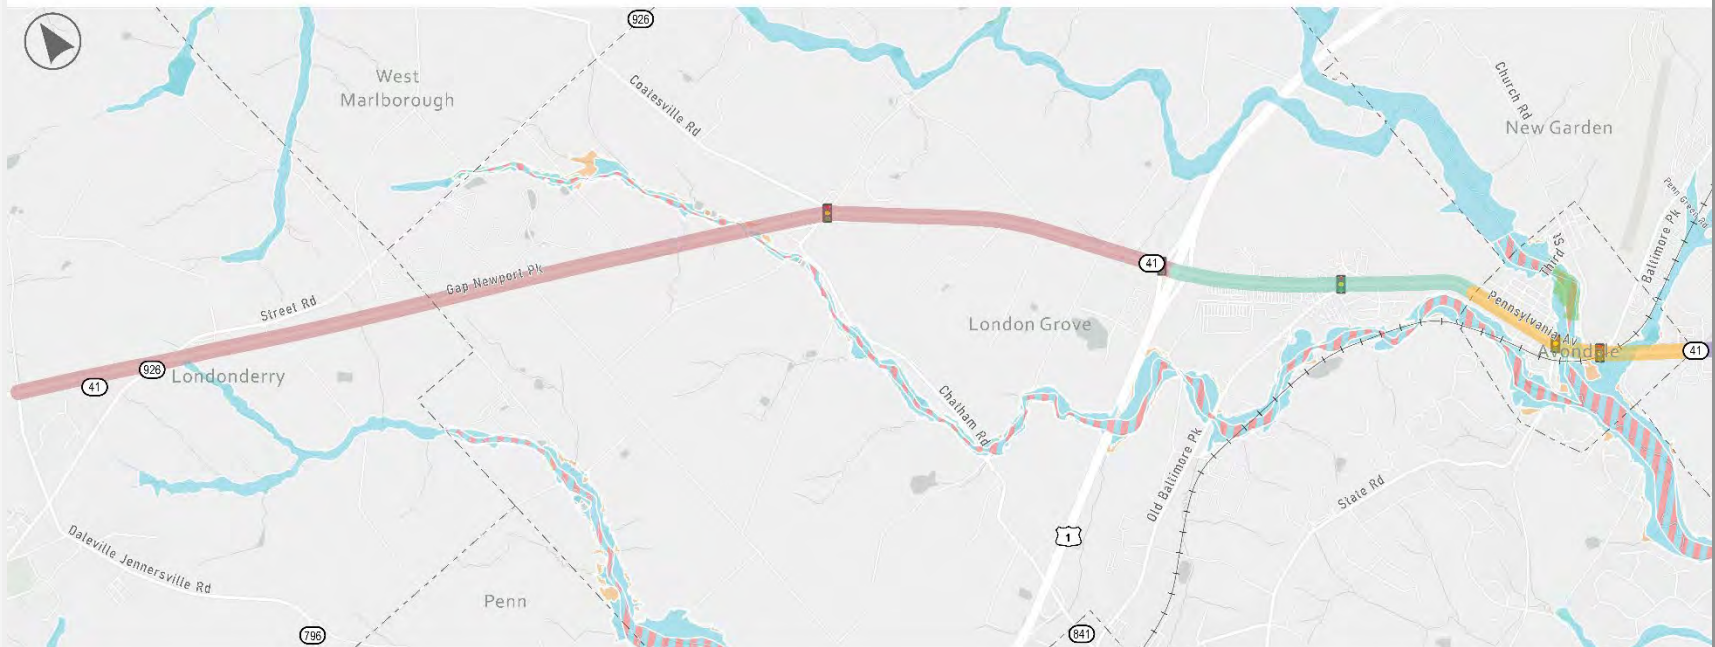 926
West
Marlborough
Coatesville Rd
Church Rd
New Garden
Penn Green Rd
Baltimore Pk
Third St
41
Gap Newport Pk
Street Rd
Pennsylvania Av
London Grove
Avondale
41
926
Londonderry
41
Chatham Rd
Old Baltimore Pk
State Rd
1
Daleville Jennersville Rd
Penn
796
841